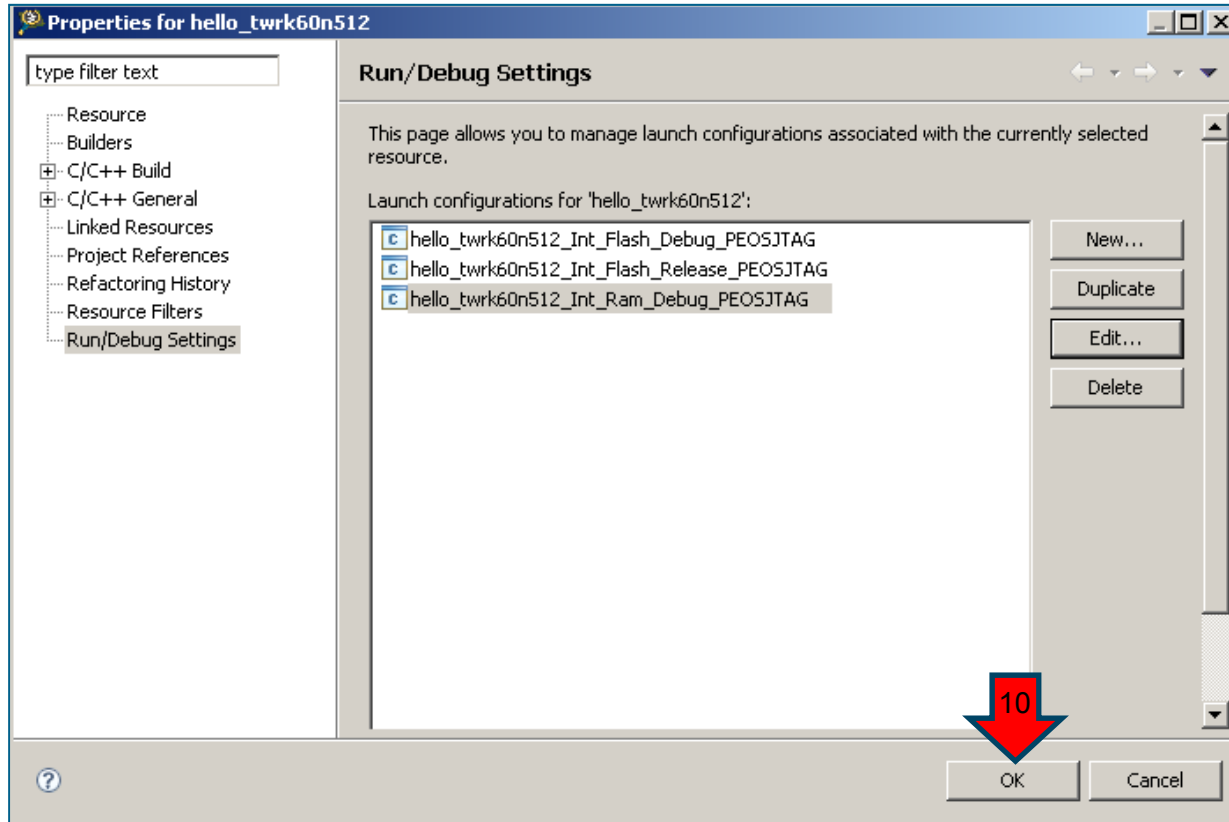 Properties for hello_twrk60n512
type filter text
Resource
Builders
C/C++ Build
C/C++ General
Linked Resources
Project References
Refactoring History
Resource Filters
Run/Debug Settings
Run/Debug Settings
This page allows you to manage launch configurations associated with the currently selected
resource.
Launch configurations for 'hello_twrk60n512':
hello_twrk60n512_Int_Flash_Debug_PEOSJTAG
hello_twrk60n512_Int_Flash_Release_PEOSJTAG
hello_twrk60n512_Int_Ram_Debug_PEOSJTAG
New...
Duplicate
Edit...
Delete
10
OK
Cancel